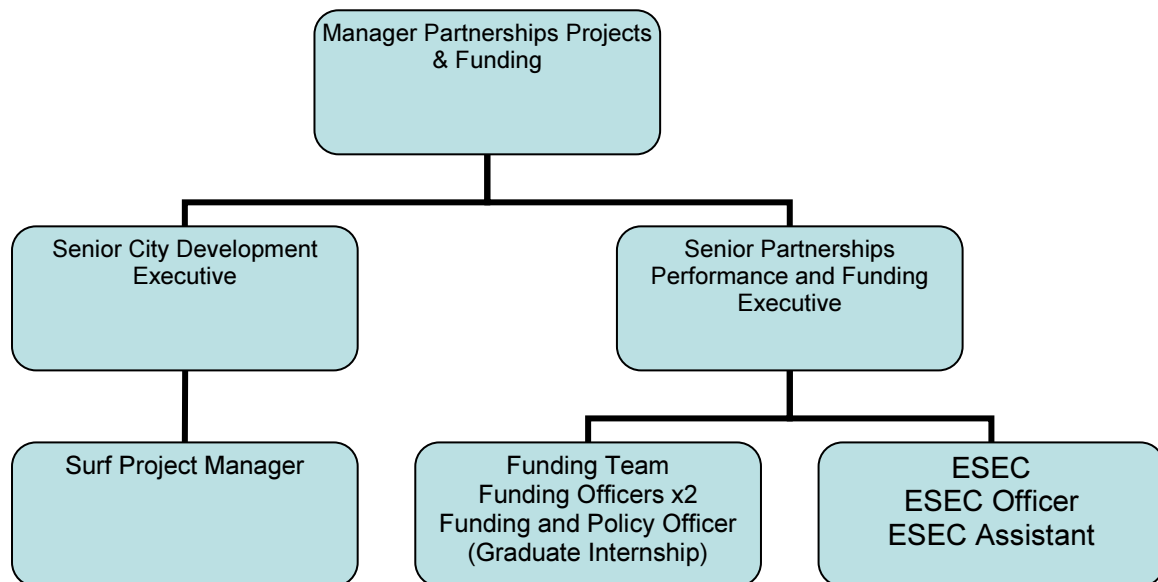 Manager Partnerships Projects
& Funding
Senior City Development
Executive
Senior Partnerships
Performance and Funding
Executive
Surf Project Manager
Funding Team
Funding Officers x2
Funding and Policy Officer
(Graduate Internship)
ESEC
ESEC Officer
ESEC Assistant